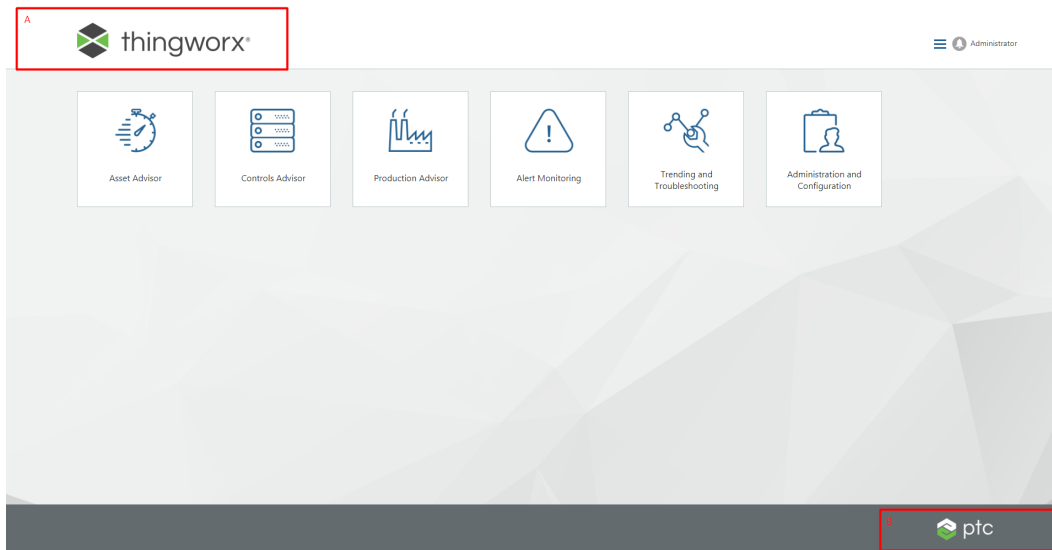 A
thingworx®
Administrator
Asset Advisor
Controls Advisor
Production Advisor
Alert Monitoring
Trending and
Troubleshooting
Administration and
Configuration
ptc